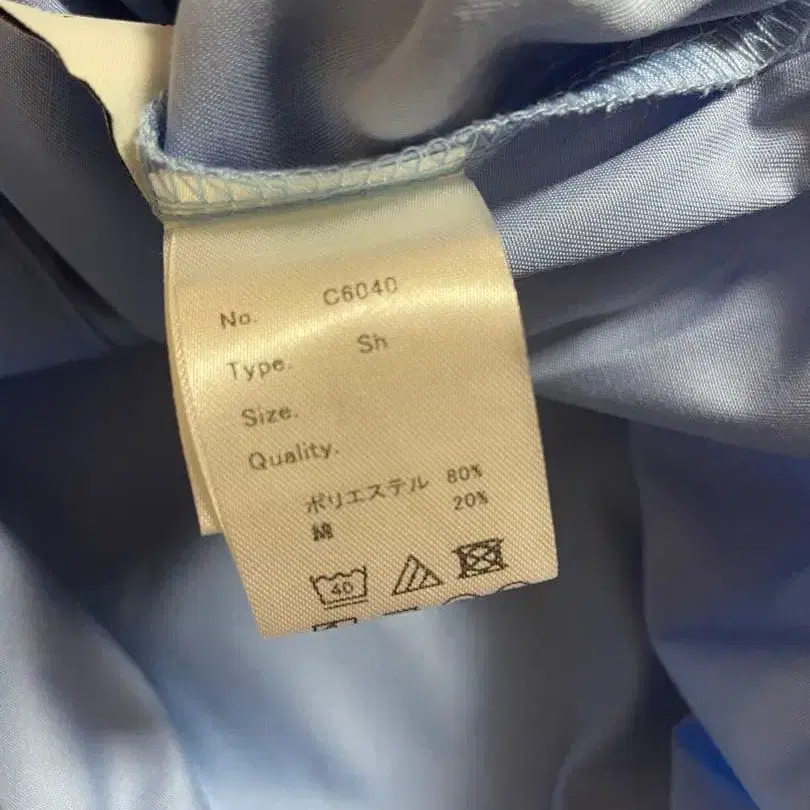 No. C6040
Type. Sh
Size.
Quality.
ポリエステル 80%
綿 20%
40